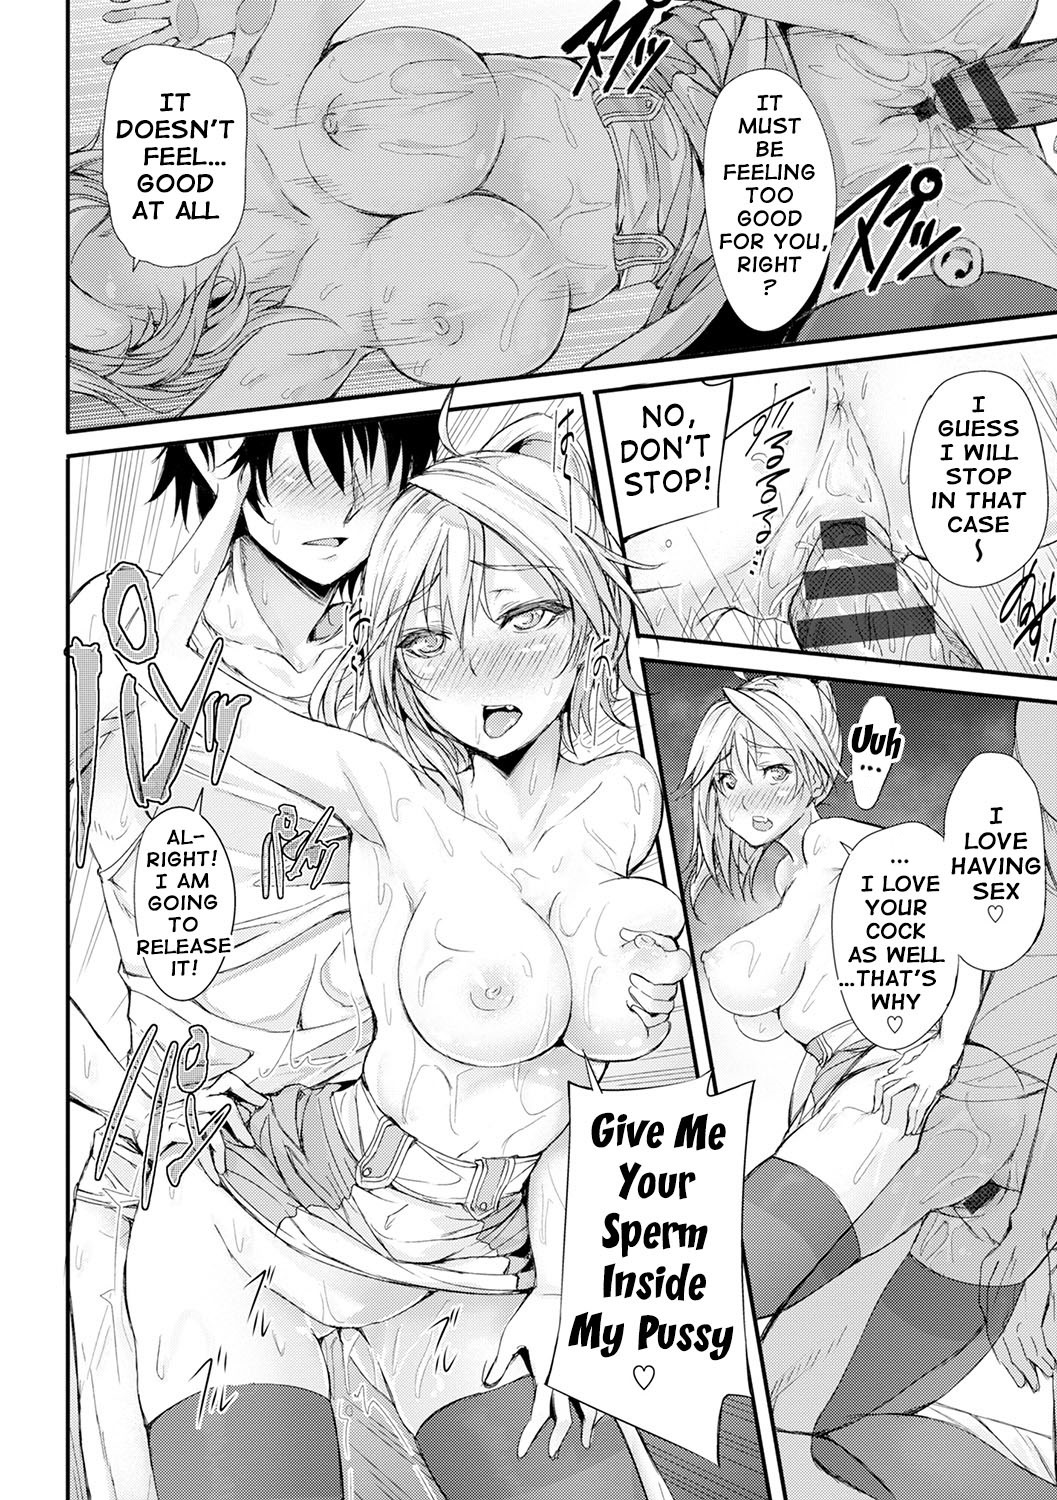 IT
MUST
BE
FEELING
TOO
GOOD
FOR YOU,
RIGHT
?
IT
DOESN'T
FEEL...
GOOD
AT ALL
I
GUESS
I WILL
STOP
IN THAT
CASE
~
NO,
DON'T
STOP!
I
LOVE
HAVING
SEX
♡
Uuh
...
...
I LOVE
YOUR
COCK
AS WELL
...THAT'S
WHY
♡
Give Me
Your
Sperm
Inside
My Pussy
♡
AL-
RIGHT!
I AM
GOING
TO
RELEASE
IT!